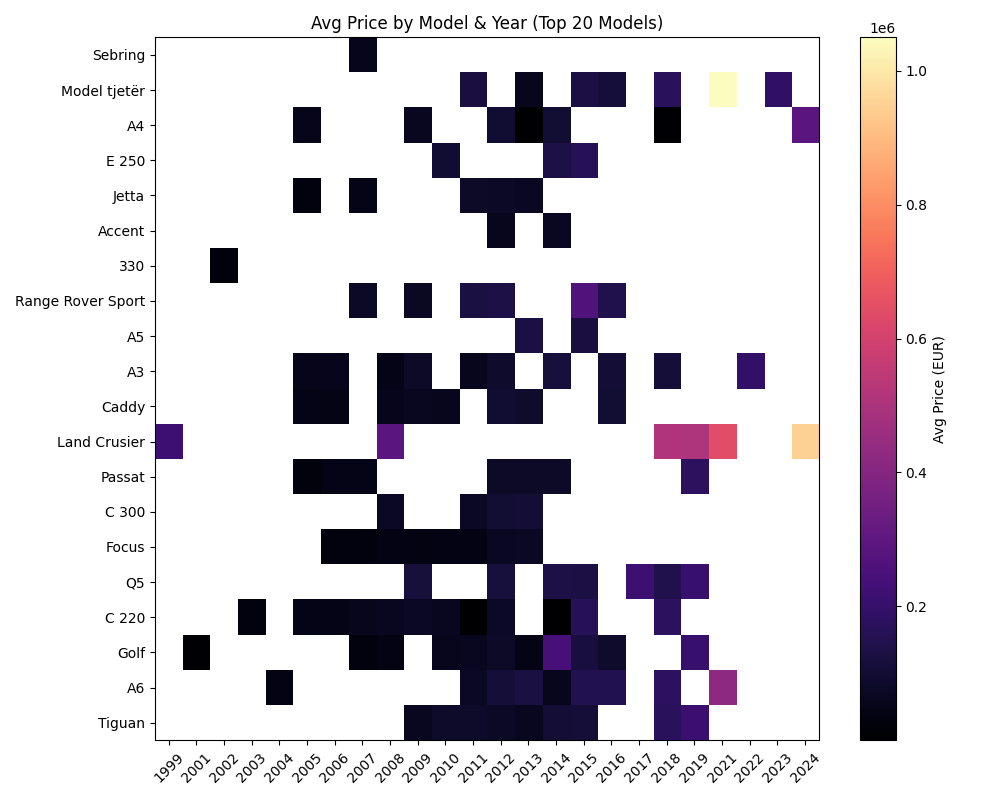 Avg Price by Model & Year (Top 20 Models)
1e6
Sebring
Model tjetër
A4
E 250
Jetta
Accent
330
Range Rover Sport
A5
A3
Caddy
Land Crusier
Passat
C 300
Focus
Q5
C 220
Golf
A6
Tiguan
1999 2001 2002 2003 2004 2005 2006 2007 2008 2009 2010 2011 2012 2013 2014 2015 2016 2017 2018 2019 2021 2022 2023 2024
1.0
0.8
0.6
0.4
0.2
Avg Price (EUR)